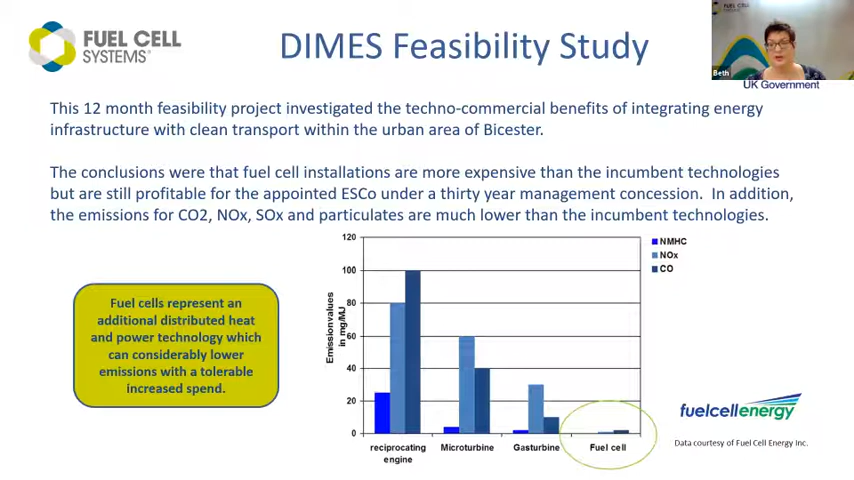 FUEL CELL
SYSTEMS
DIMES Feasibility Study
Beth
UK Government
This 12 month feasibility project investigated the techno-commercial benefits of integrating energy
infrastructure with clean transport within the urban area of Bicester.
The conclusions were that fuel cell installations are more expensive than the incumbent technologies
but are still profitable for the appointed ESCo under a thirty year management concession. In addition,
the emissions for CO2, NOx, SOx and particulates are much lower than the incumbent technologies.
Fuel cells represent an
additional distributed heat
and power technology which
can considerably lower
emissions with a tolerable
increased spend.
Emissionvalues
in mg/MJ
120
100
80
60
40
20
0
reciprocating
engine
Microturbine
Gasturbine
Fuel cell
NMHC
NOx
CO
fuelcellenergy
Data courtesy of Fuel Cell Energy Inc.